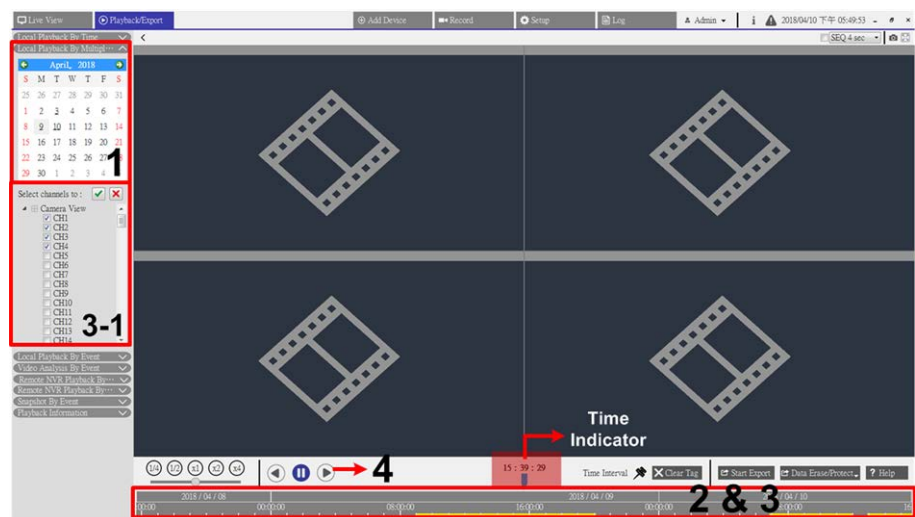 Live View
Playback/Export
Add Device
Record
Setup
Log
Admin
i
2018/04/10 下午 05:49:53
Local Playback By Time
Local Playback By Multipl…
SEQ 4 sec
April, 2018
S M T W T F S
25 26 27 28 29 30 31
1 2 3 4 5 6 7
8 9 10 11 12 13 14
15 16 17 18 19 20 21
22 23 24 25 26 27
29 30 1 2 3 4
1
Select channels to :
Camera View
CH1
CH2
CH3
CH4
CH5
CH6
CH7
CH8
CH9
CH10
CH11
CH12
CH13
CH14
3-1
Local Playback By Event
Video Analysis By Event
Remote NVR Playback By…
Remote NVR Playback By…
Snapshot By Event
Playback Information
Time
Indicator
1/4 1/2 x1 x2 x4
4
15 : 39 : 29
Time Interval
Clear Tag
Start Export
Data Erase/Protect
? Help
2 & 3
2018 / 04 / 08
2018 / 04 / 09
/ 04 / 10
00:00:00
08:00:00
16:00:00
00:00:00
16